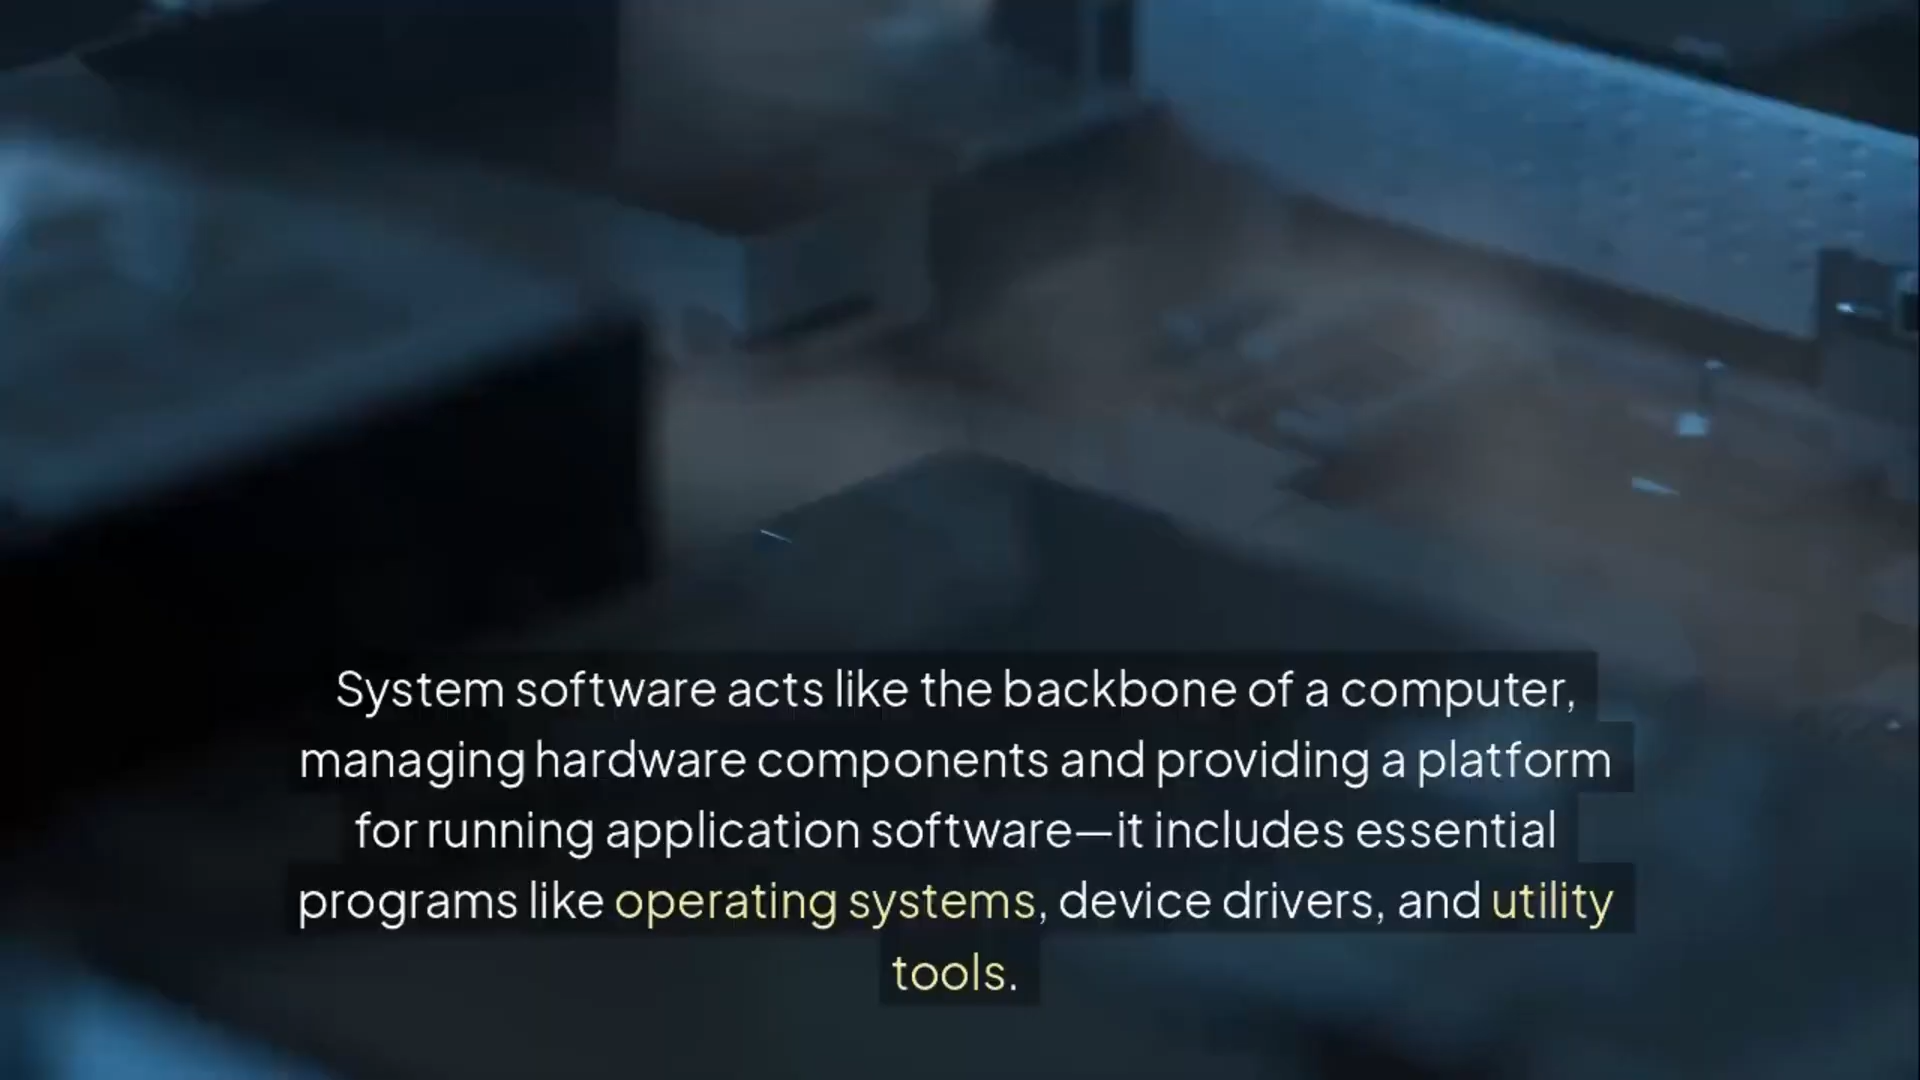 System software acts like the backbone of a computer,
managing hardware components and providing a platform
for running application software—it includes essential
programs like operating systems, device drivers, and utility
tools.